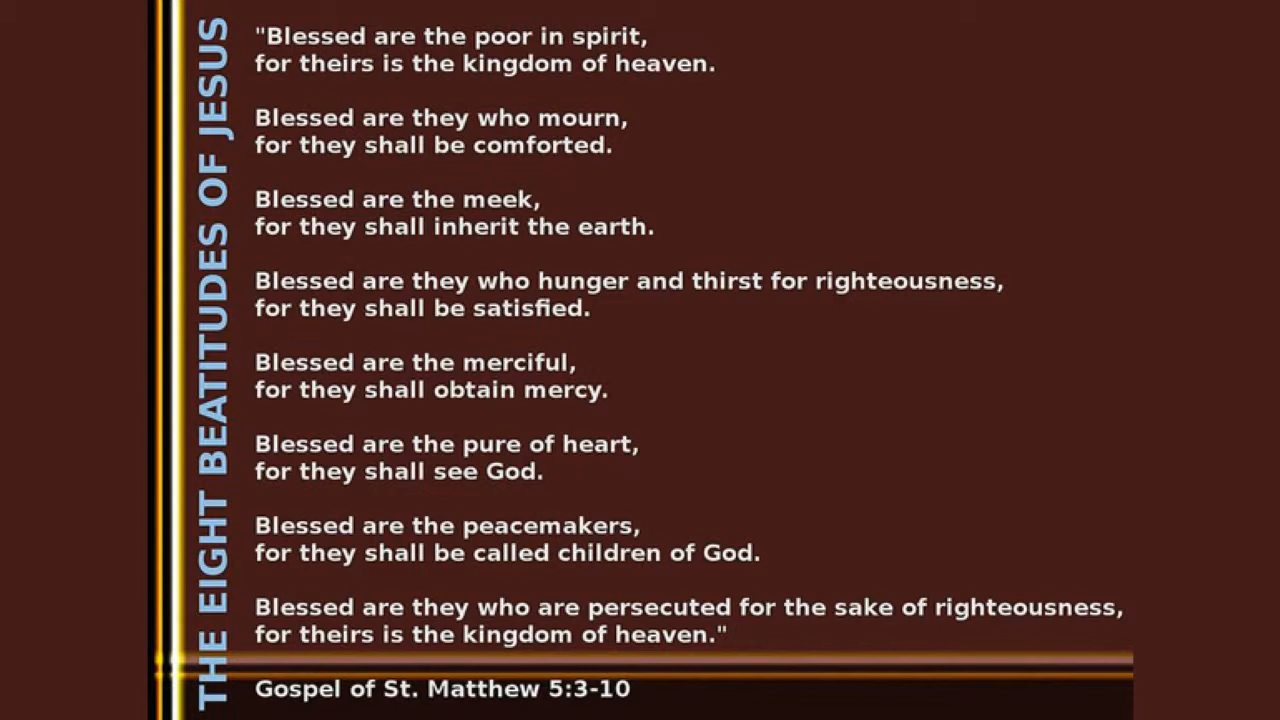 THE EIGHT BEATITUDES OF JESUS
"Blessed are the poor in spirit,
for theirs is the kingdom of heaven.
Blessed are they who mourn,
for they shall be comforted.
Blessed are the meek,
for they shall inherit the earth.
Blessed are they who hunger and thirst for righteousness,
for they shall be satisfied.
Blessed are the merciful,
for they shall obtain mercy.
Blessed are the pure of heart,
for they shall see God.
Blessed are the peacemakers,
for they shall be called children of God.
Blessed are they who are persecuted for the sake of righteousness,
for theirs is the kingdom of heaven."
Gospel of St. Matthew 5:3-10